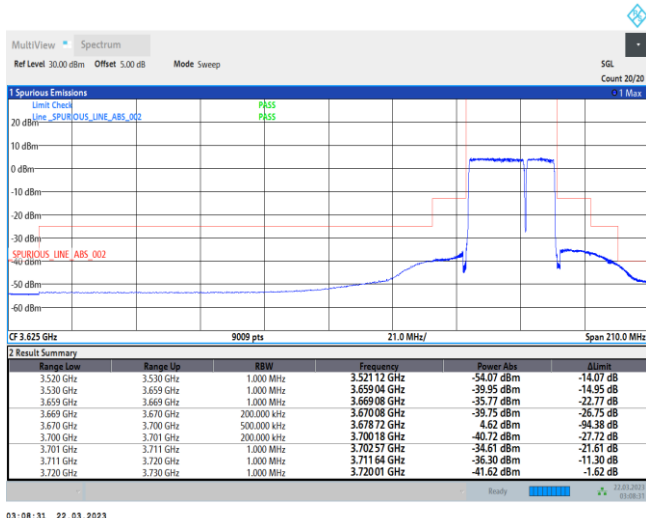 MultiView Spectrum
Ref Level 30.00 dBm Offset 5.00 dB Mode Sweep SGL
Count 20/20
1 Spurious Emissions 1 Max
Limit Check PASS
Line _SPURIOUS_LINE_ABS_002 PASS
20 dBm
10 dBm
0 dBm
-10 dBm
-20 dBm
-30 dBm
SPURIOUS_LINE_ABS_002
-40 dBm
-50 dBm
-60 dBm
CF 3.625 GHz 9009 pts 21.0 MHz/ Span 210.0 MHz
2 Result Summary
Range Low Range Up RBW Frequency Power Abs ΔLimit
3.520 GHz 3.530 GHz 1.000 MHz 3.521 12 GHz -54.07 dBm -14.07 dB
3.530 GHz 3.659 GHz 1.000 MHz 3.659 04 GHz -39.95 dBm -14.95 dB
3.659 GHz 3.669 GHz 1.000 MHz 3.669 08 GHz -35.77 dBm -22.77 dB
3.669 GHz 3.670 GHz 200.000 kHz 3.670 08 GHz -39.75 dBm -26.75 dB
3.670 GHz 3.700 GHz 500.000 kHz 3.678 72 GHz 4.62 dBm -94.38 dB
3.700 GHz 3.701 GHz 200.000 kHz 3.700 18 GHz -40.72 dBm -27.72 dB
3.701 GHz 3.711 GHz 1.000 MHz 3.702 57 GHz -34.61 dBm -21.61 dB
3.711 GHz 3.720 GHz 1.000 MHz 3.711 64 GHz -36.30 dBm -11.30 dB
3.720 GHz 3.730 GHz 1.000 MHz 3.720 01 GHz -41.62 dBm -1.62 dB
Ready 22.03.2023
03:08:31
03:08:31 22.03.2023